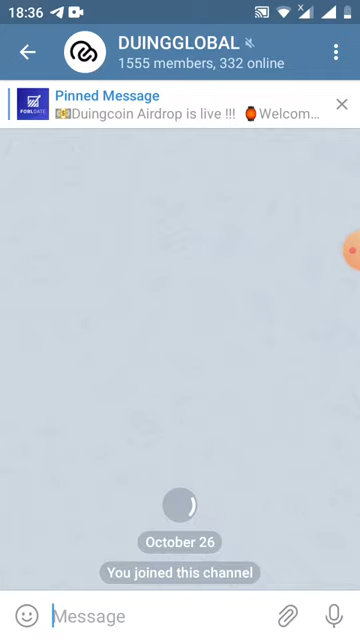 18:36
DUINGGLOBAL
1555 members, 332 online
Pinned Message
Duingcoin Airdrop is live !!! Welcom...
FOBLGATE
October 26
You joined this channel
Message